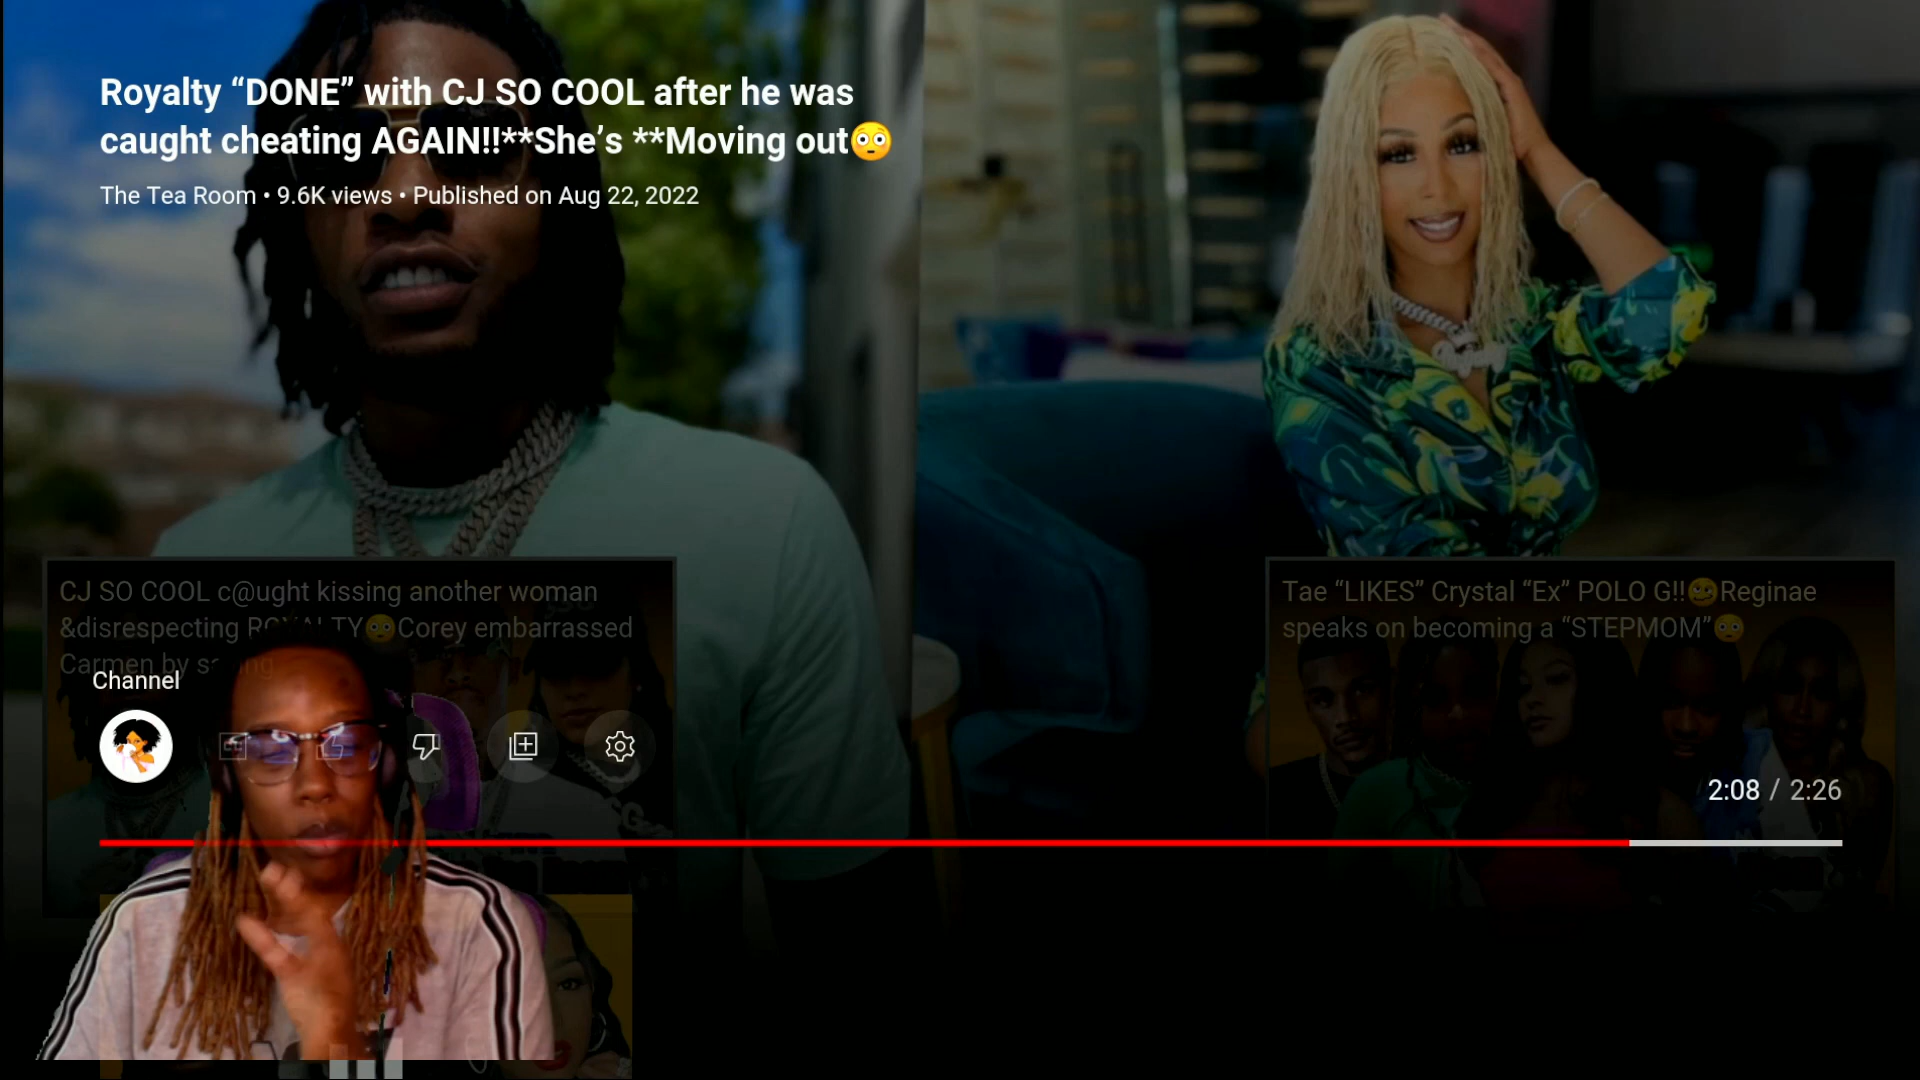 Royalty “DONE” with CJ SO COOL after he was
caught cheating AGAIN!!**She’s **Moving out😳
The Tea Room • 9.6K views • Published on Aug 22, 2022
CJ SO COOL c@ught kissing another woman
&disrespecting ROYALTY😳Corey embarrassed
Carmen by
Tae “LIKES” Crystal “Ex” POLO G!!🥴Reginae
speaks on becoming a “STEPMOM”😳
Channel
2:08 / 2:26